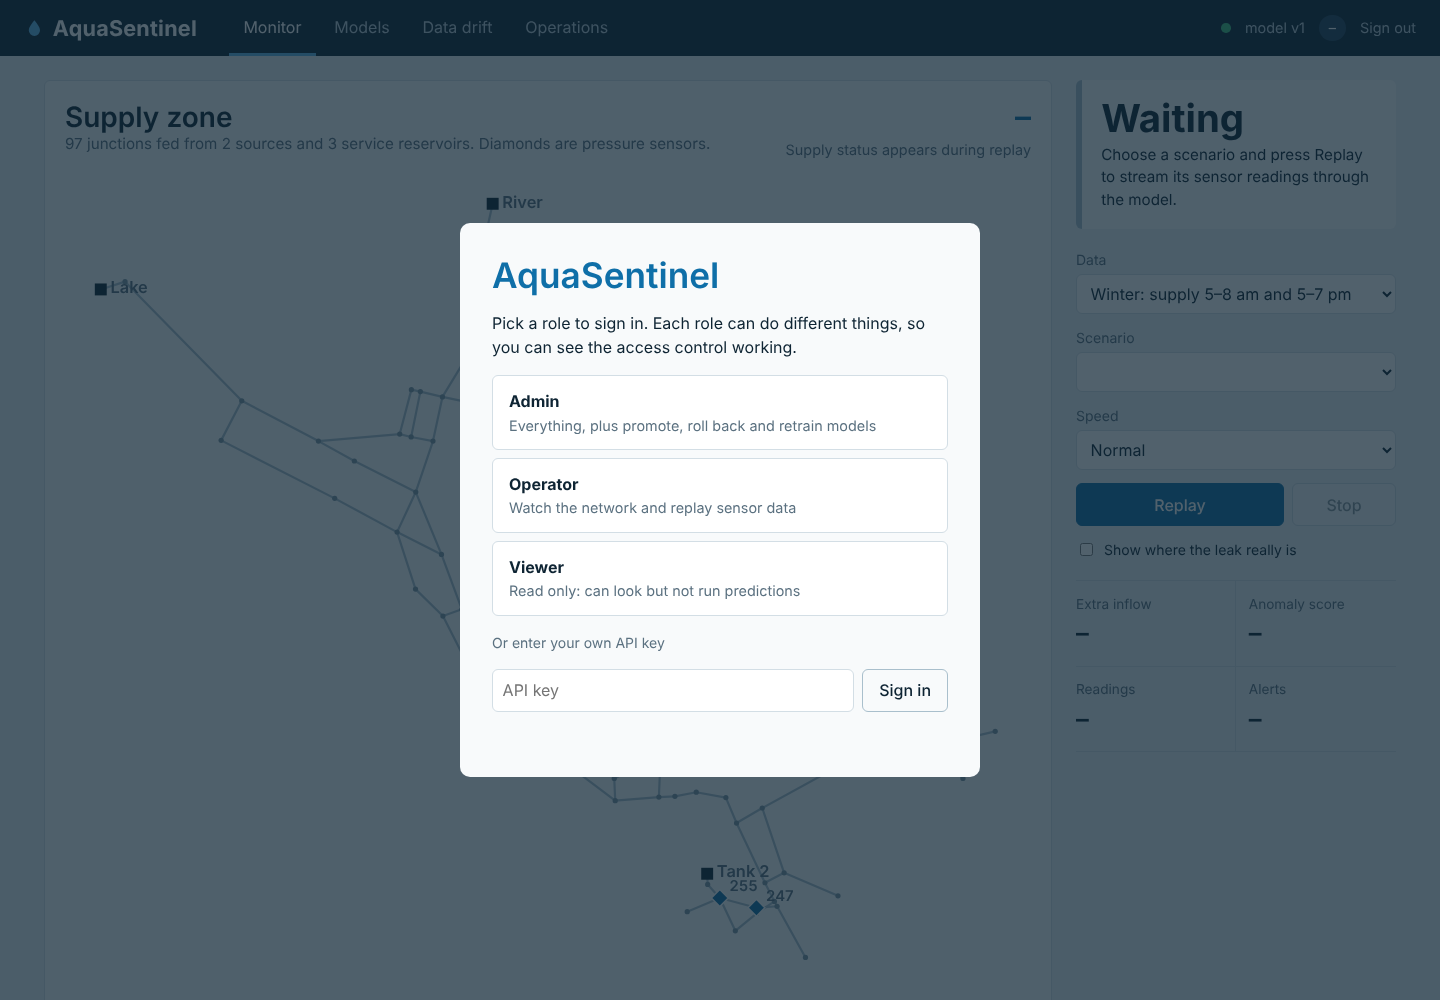 AquaSentinel
Monitor
Models
Data drift
Operations
model v1
–
Sign out
Supply zone
97 junctions fed from 2 sources and 3 service reservoirs. Diamonds are pressure sensors.
–
Supply status appears during replay
River
Lake
Tank 2
255
247
Waiting
Choose a scenario and press Replay
to stream its sensor readings through
the model.
Data
Winter: supply 5–8 am and 5–7 pm
Scenario
Speed
Normal
Replay
Stop
Show where the leak really is
Extra inflow
–
Anomaly score
–
Readings
–
Alerts
–
AquaSentinel
Pick a role to sign in. Each role can do different things, so
you can see the access control working.
Admin
Everything, plus promote, roll back and retrain models
Operator
Watch the network and replay sensor data
Viewer
Read only: can look but not run predictions
Or enter your own API key
API key
Sign in